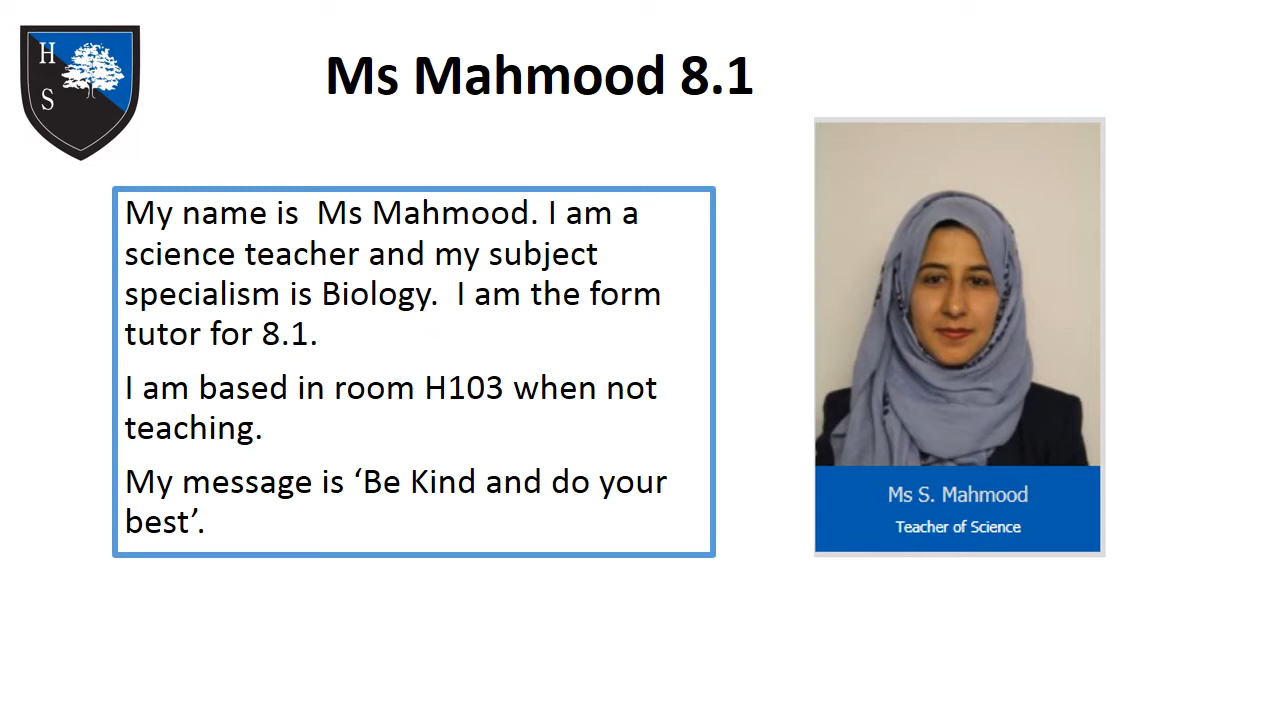 H
S
Ms Mahmood 8.1
My name is  Ms Mahmood. I am a
science teacher and my subject
specialism is Biology.  I am the form
tutor for 8.1.
I am based in room H103 when not
teaching.
My message is ‘Be Kind and do your
best’.
Ms S. Mahmood
Teacher of Science